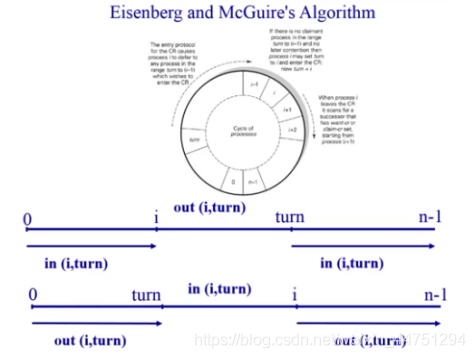 Eisenberg and McGuire's Algorithm
The entry protocol
for the CR causes
process i to defer to
any process in the
range turn to (i–1)
which wishes to
enter the CR.
If there is no claimant
process in the range
turn to (i–1) and no
later contention then
process i may set turn
to i and enter the CR:
now turn = i
When process i
leaves the CR
it scans for a
successor that
has want-or or
claim-cr set,
starting from
process (i+1)
i–1
i
i+1
i+2
turn
Cycle of
processes
0
n–1
out (i,turn)
0 i turn n-1
in (i,turn) in (i,turn)
in (i,turn)
0 turn i n-1
out (i,turn) out (i,turn)
https://blog.csdn.net
4751294